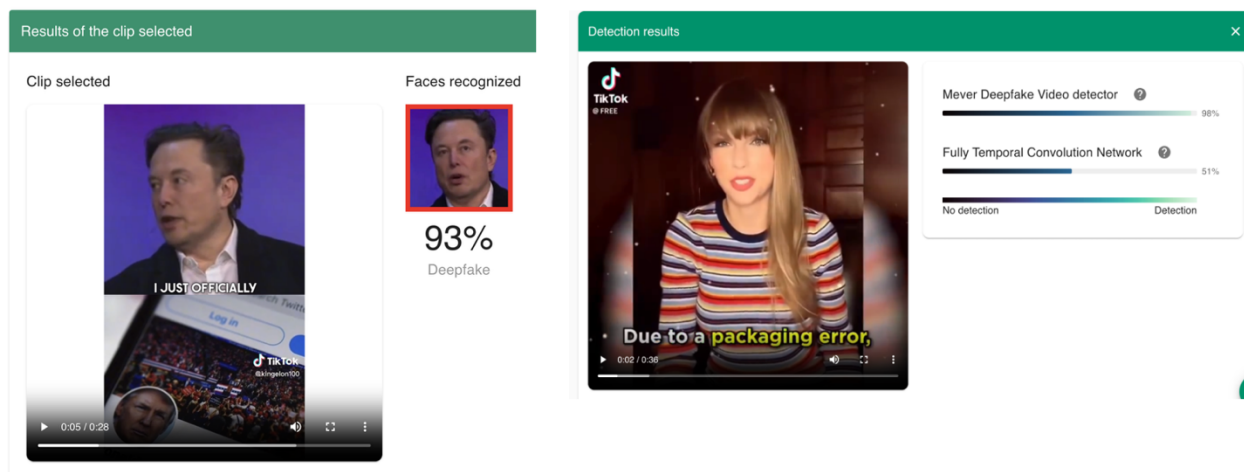 Results of the clip selected
Clip selected
Faces recognized
I JUST OFFICIALLY
Log in
TikTok
@kingelon100
0:05 / 0:28
93%
Deepfake
Detection results
TikTok
@ FREE
Due to a packaging error,
0:02 / 0:36
Mever Deepfake Video detector
98%
Fully Temporal Convolution Network
51%
No detection
Detection